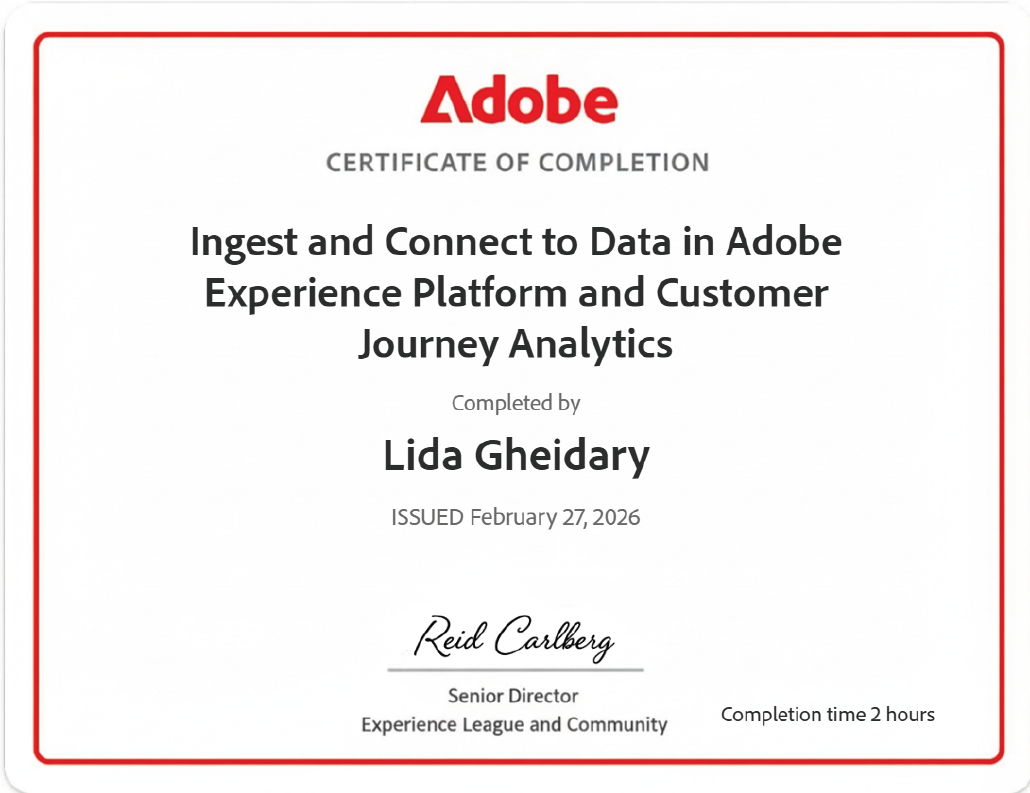 Adobe
CERTIFICATE OF COMPLETION
Ingest and Connect to Data in Adobe
Experience Platform and Customer
Journey Analytics
Completed by
Lida Gheidary
ISSUED February 27, 2026
Reid Carlberg
Senior Director
Experience League and Community
Completion time 2 hours